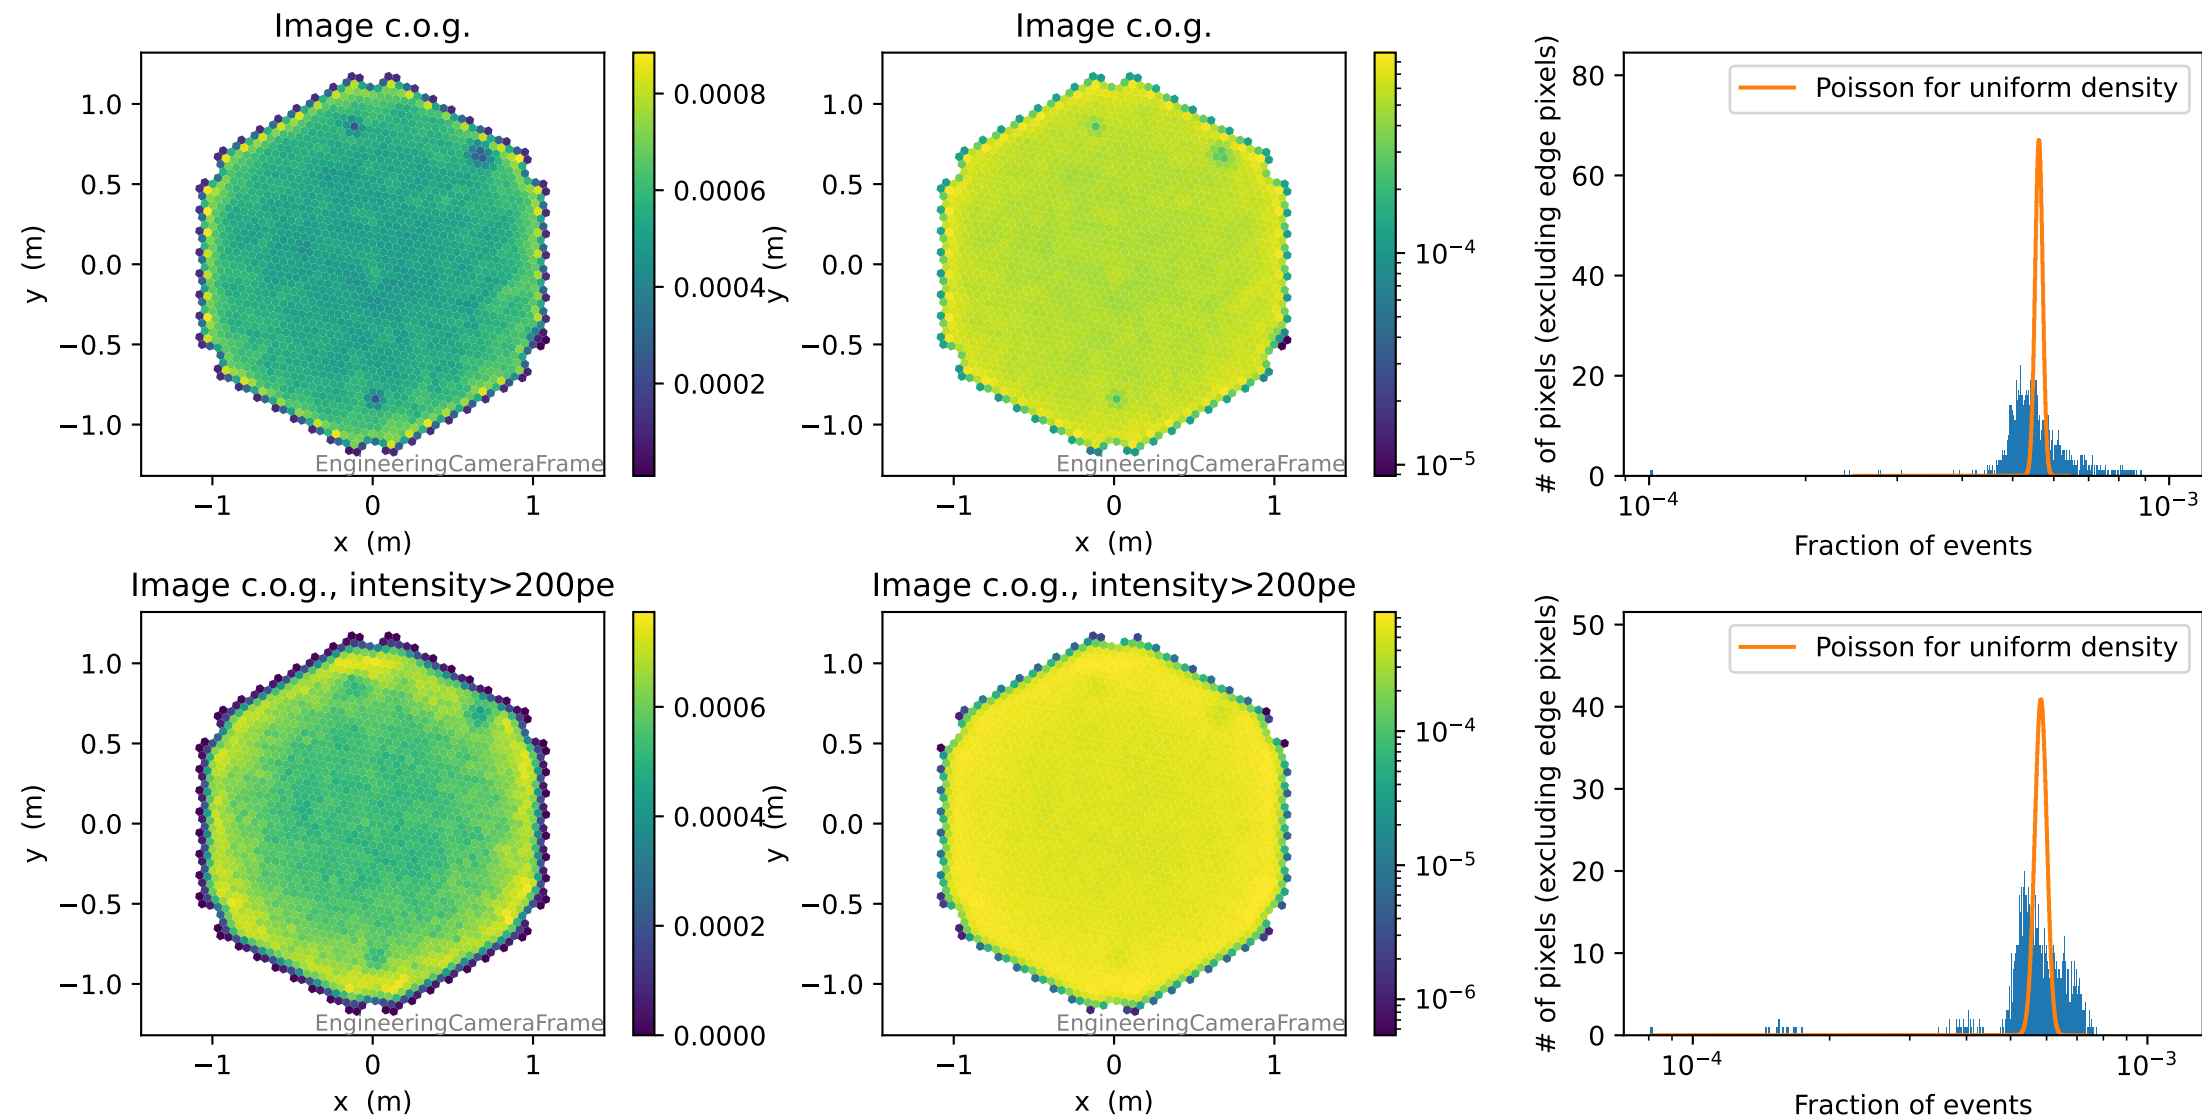 Image c.o.g.
1.0
0.5
0.0
−0.5
−1.0
y (m)
−1
0
1
x (m)
EngineeringCameraFrame
0.0008
0.0006
0.0004
0.0002
Image c.o.g.
1.0
0.5
0.0
−0.5
−1.0
y (m)
−1
0
1
x (m)
EngineeringCameraFrame
10⁻⁴
10⁻⁵
# of pixels (excluding edge pixels)
80
60
40
20
0
Poisson for uniform density
10⁻⁴
10⁻³
Fraction of events
Image c.o.g., intensity>200pe
1.0
0.5
0.0
−0.5
−1.0
y (m)
−1
0
1
x (m)
EngineeringCameraFrame
0.0006
0.0004
0.0002
0.0000
Image c.o.g., intensity>200pe
1.0
0.5
0.0
−0.5
−1.0
y (m)
−1
0
1
x (m)
EngineeringCameraFrame
10⁻⁴
10⁻⁵
10⁻⁶
# of pixels (excluding edge pixels)
50
40
30
20
10
0
Poisson for uniform density
10⁻⁴
10⁻³
Fraction of events